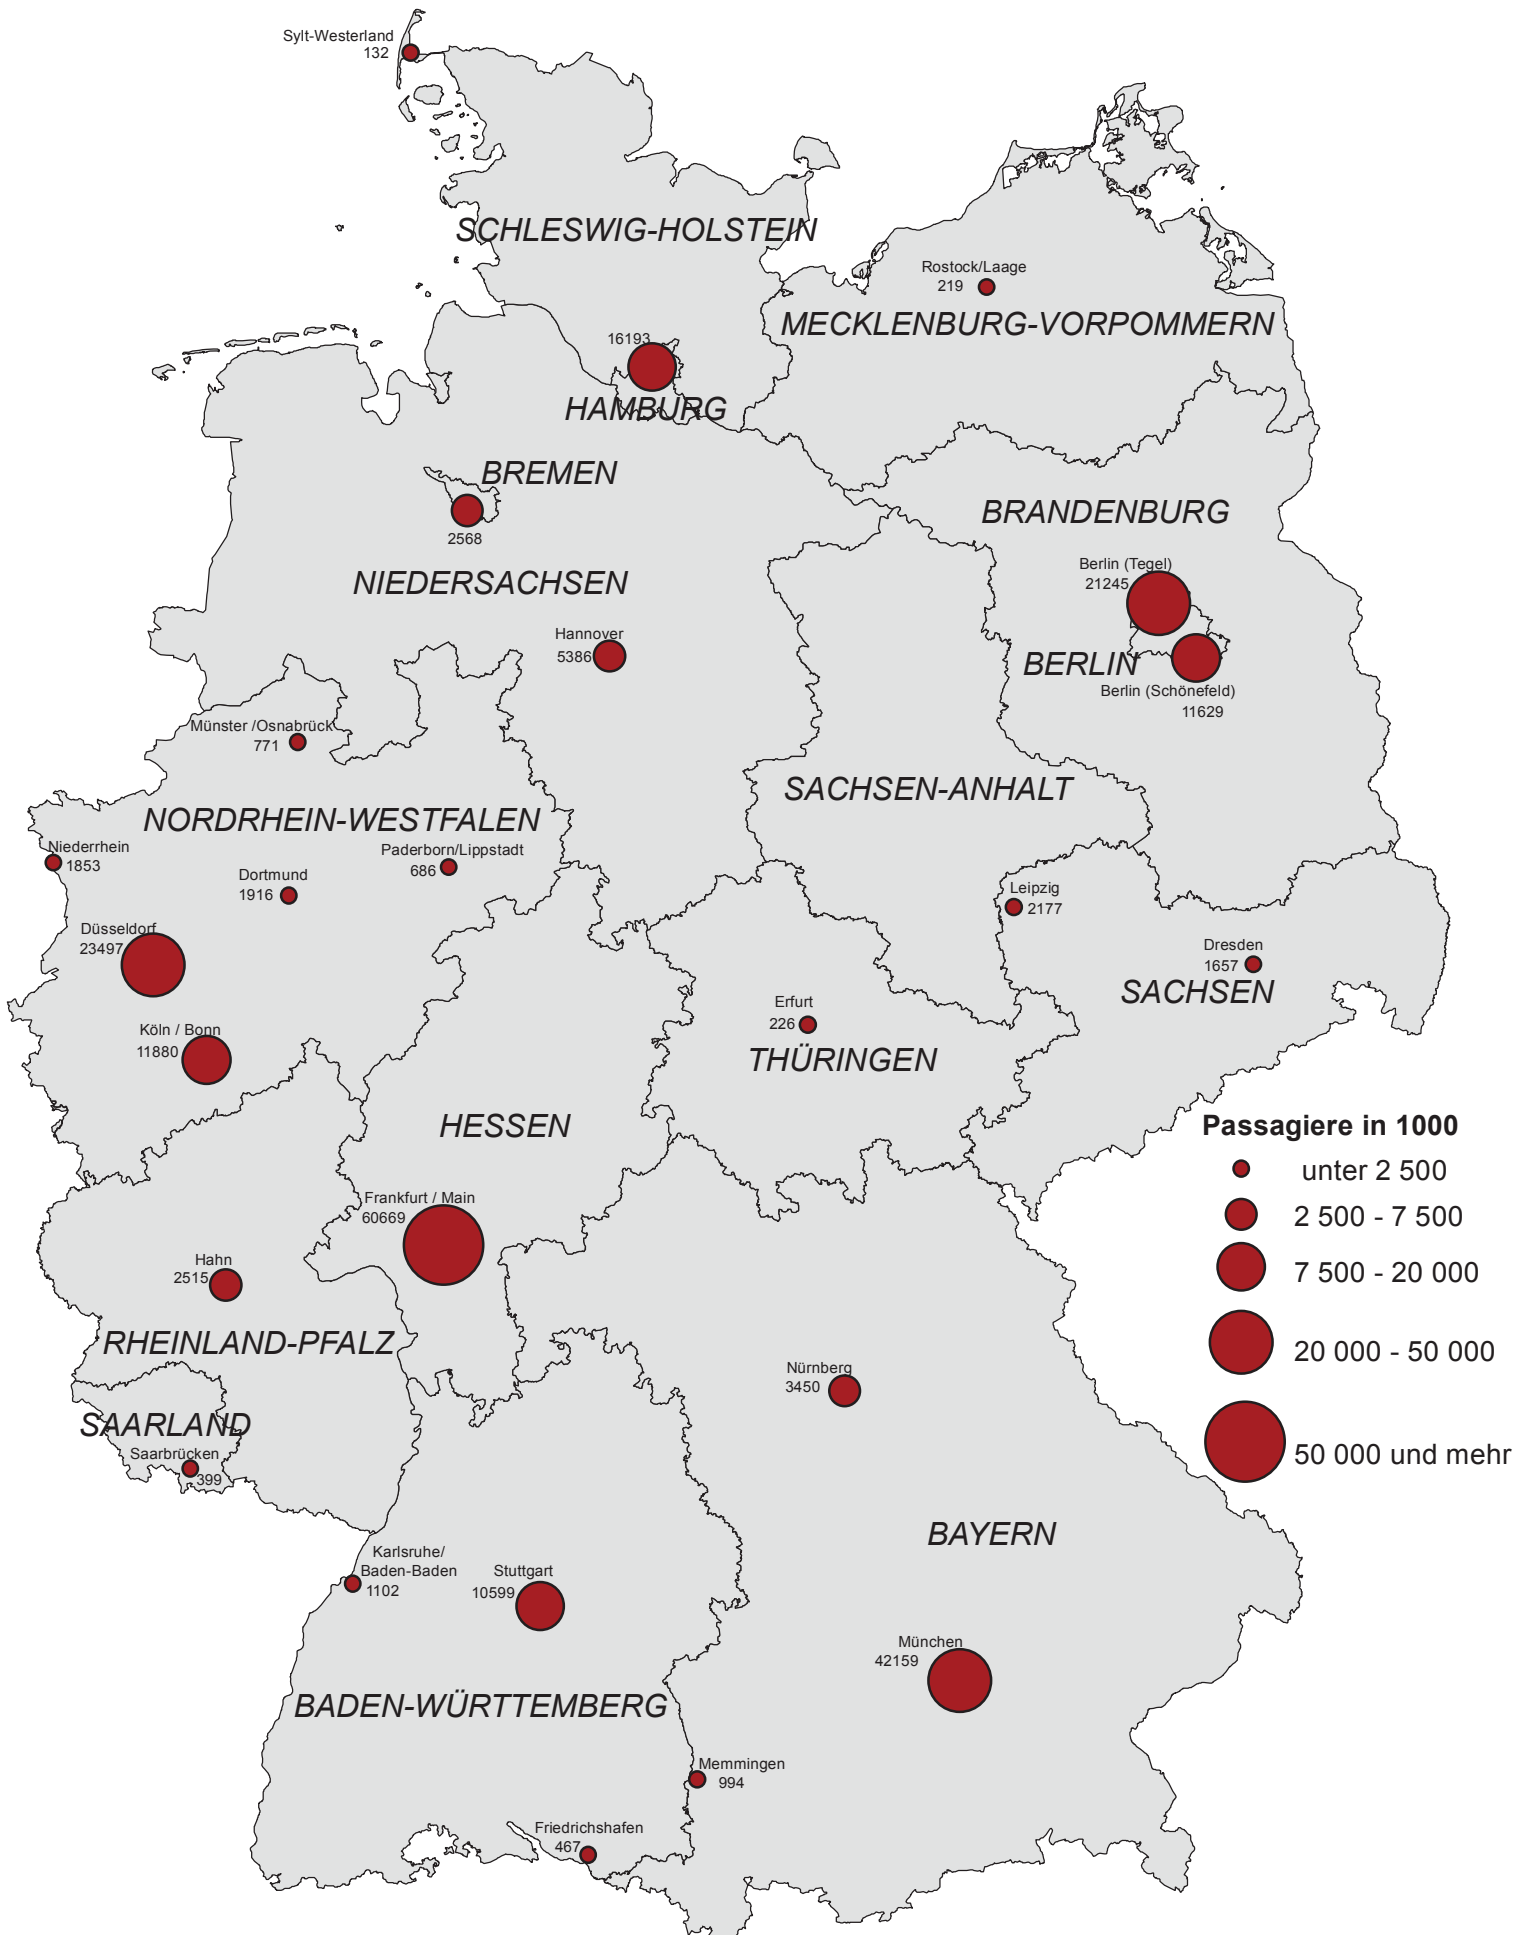 Sylt-Westerland
132
SCHLESWIG-HOLSTEIN
Rostock/Laage
219
MECKLENBURG-VORPOMMERN
16193
HAMBURG
BREMEN
2568
BRANDENBURG
Berlin (Tegel)
21245
NIEDERSACHSEN
Hannover
5386
BERLIN
Berlin (Schönefeld)
11629
Münster /Osnabrück
771
SACHSEN-ANHALT
NORDRHEIN-WESTFALEN
Niederrhein
1853
Paderborn/Lippstadt
686
Dortmund
1916
Leipzig
2177
Düsseldorf
23497
Dresden
1657
SACHSEN
Erfurt
226
THÜRINGEN
Köln / Bonn
11880
HESSEN
Passagiere in 1000
unter 2 500
2 500 - 7 500
7 500 - 20 000
20 000 - 50 000
50 000 und mehr
Frankfurt / Main
60669
Hahn
2515
RHEINLAND-PFALZ
Nürnberg
3450
SAARLAND
Saarbrücken
399
BAYERN
Karlsruhe/
Baden-Baden
1102
Stuttgart
10599
München
42159
BADEN-WÜRTTEMBERG
Memmingen
994
Friedrichshafen
467